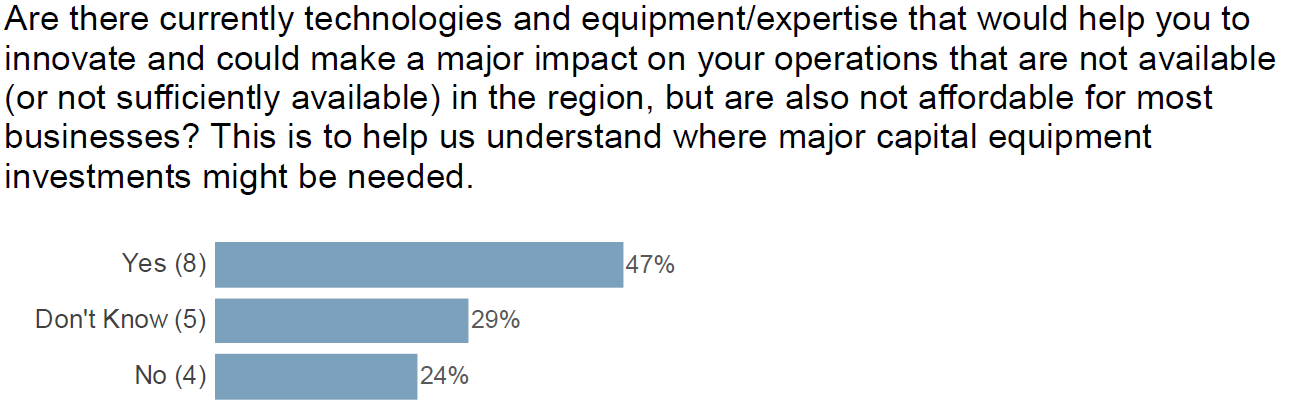 Are there currently technologies and equipment/expertise that would help you to
innovate and could make a major impact on your operations that are not available
(or not sufficiently available) in the region, but are also not affordable for most
businesses? This is to help us understand where major capital equipment
investments might be needed.
Yes (8) 47%
Don't Know (5) 29%
No (4) 24%